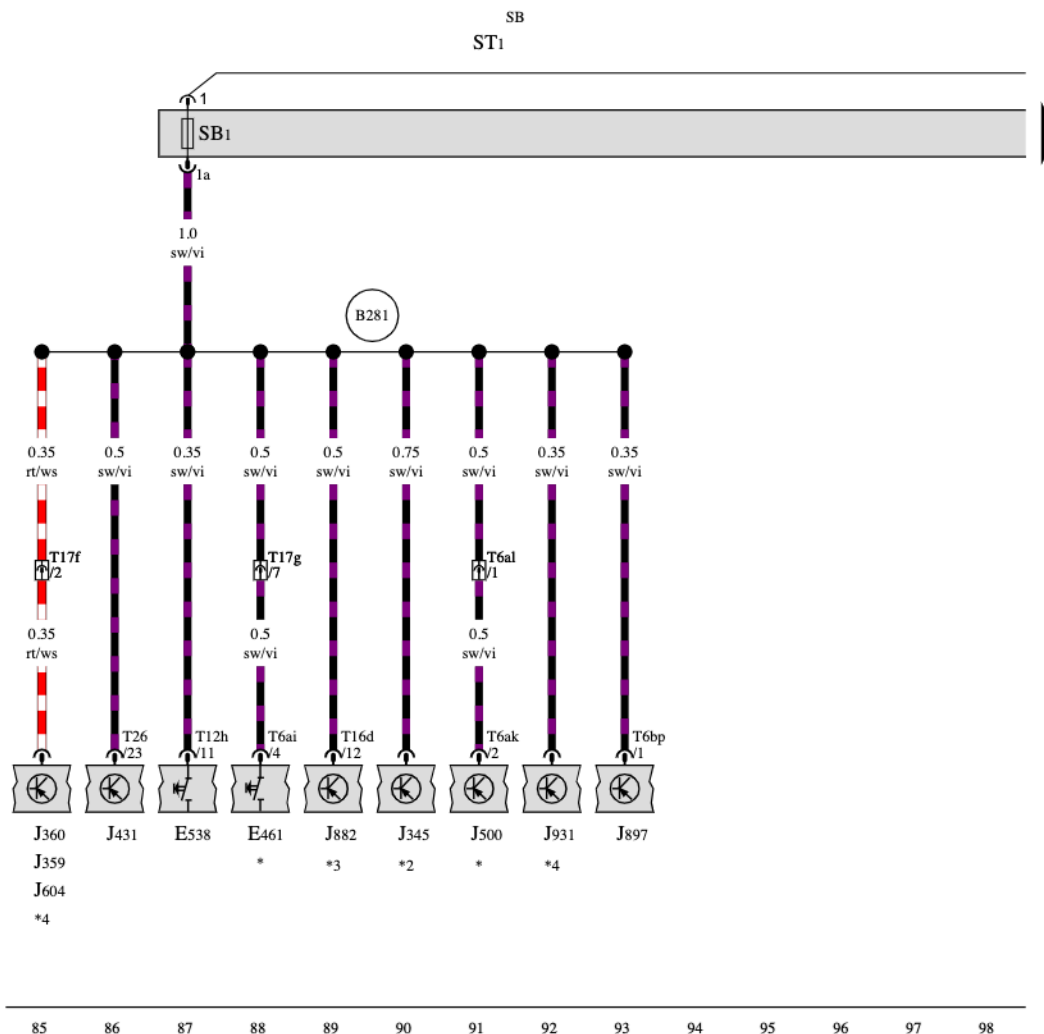 SB
ST1
1
SB1
1a
1.0
sw/vi
B281
0.35 0.5 0.35 0.5 0.5 0.75 0.5 0.35 0.35
rt/ws sw/vi sw/vi sw/vi sw/vi sw/vi sw/vi sw/vi sw/vi
T17f T17g T6al
/2 /7 /1
0.35 0.5 0.5
rt/ws sw/vi sw/vi
T26 T12h T6ai T16d T6ak T6bp
/23 /11 /4 /12 /2 /1
J360 J431 E538 E461 J882 J345 J500 J931 J897
J359 * *3 *2 * *4
J604
*4
85 86 87 88 89 90 91 92 93 94 95 96 97 98